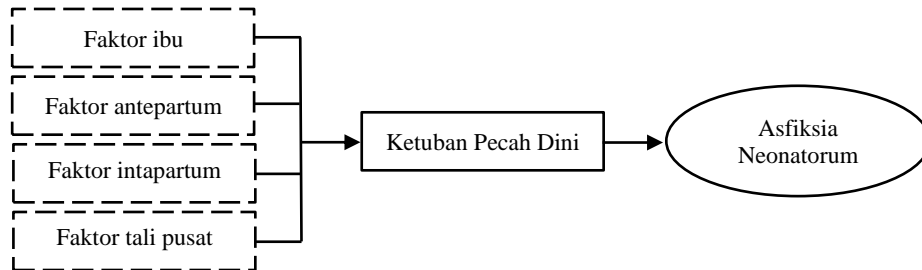 Faktor ibu
Faktor antepartum
Faktor intapartum
Faktor tali pusat
Ketuban Pecah Dini
Asfiksia
Neonatorum